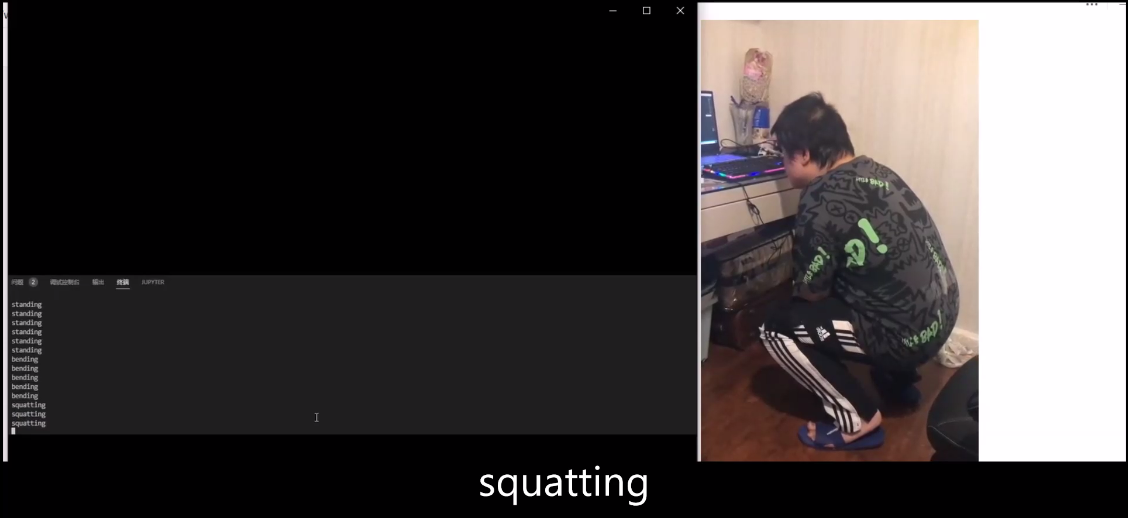 问题 2 调试控制台 输出 终端 JUPYTER
standing
standing
standing
standing
standing
standing
bending
bending
bending
bending
bending
squatting
squatting
squatting
adidas
squatting